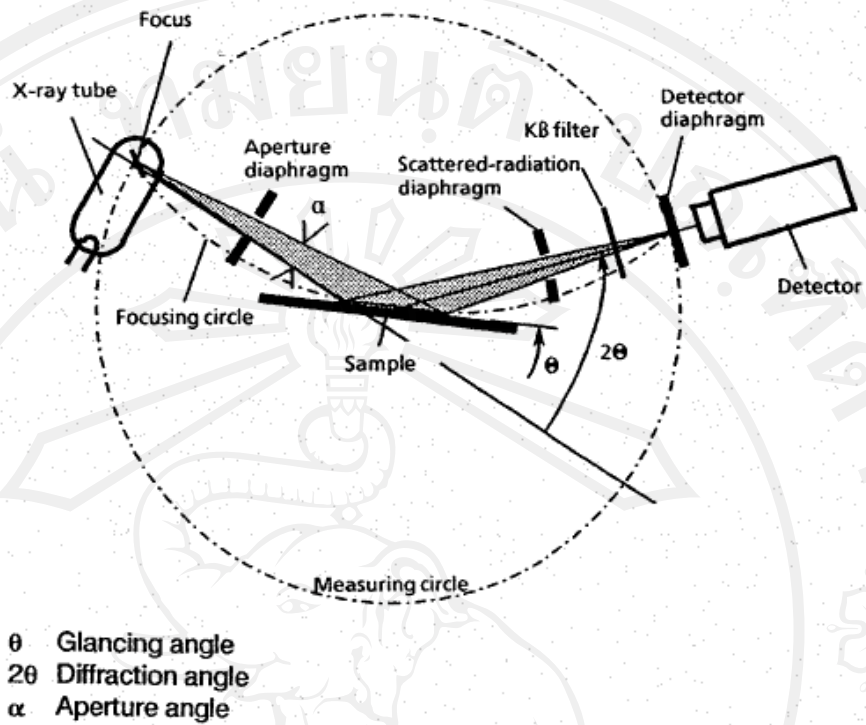 Focus
X-ray tube
Aperture
diaphragm
α
Scattered-radiation
diaphragm
Kß filter
Detector
diaphragm
Detector
Focusing circle
Sample
θ
2θ
Measuring circle
θ Glancing angle
2θ Diffraction angle
α Aperture angle